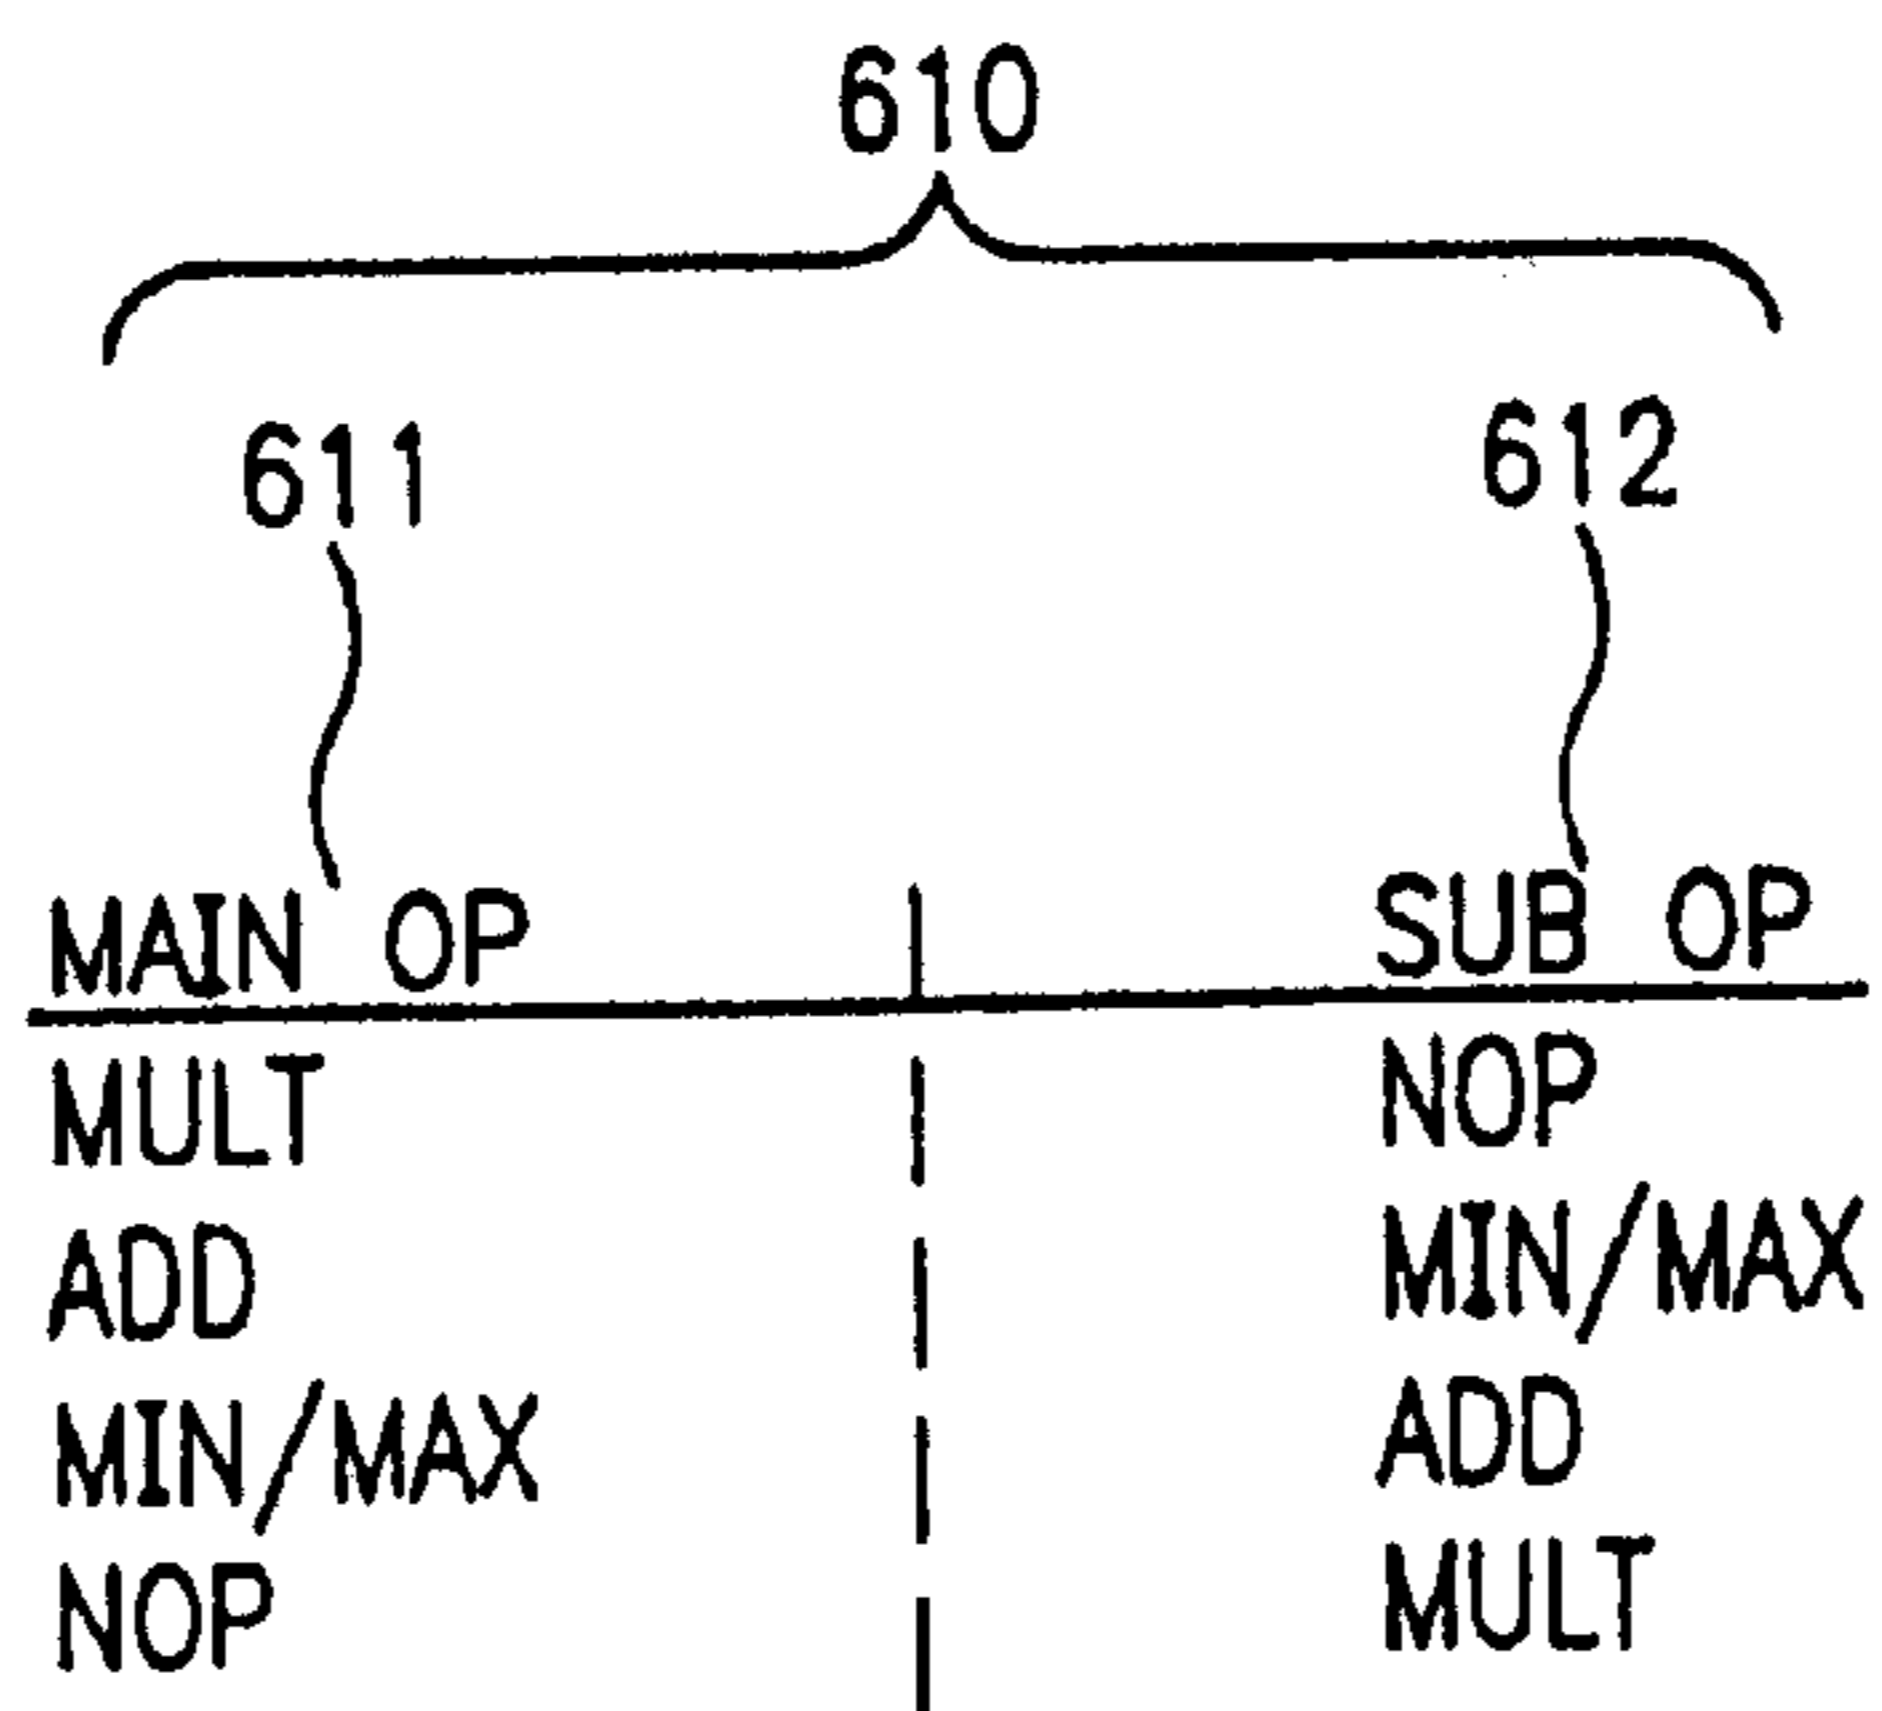 610
611 612
MAIN OP SUB OP
MULT NOP
ADD MIN/MAX
MIN/MAX ADD
NOP MULT